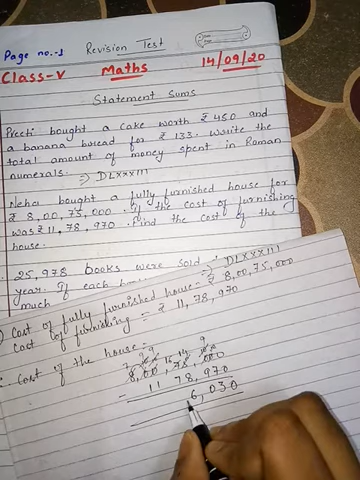 Page no.-1 Revision Test
Class-V Maths 14/09/20
Statement Sums
Preeti bought a cake worth ₹ 450 and
a banana bread for ₹ 133. Write the
total amount of money spent in Roman
numerals. ⇒ DLXXXIII
Neha bought a fully furnished house for
₹ 8,00,75,000. If the cost of furnishing
was ₹ 11,78,970. Find the cost of the
house.
25,978 books were sold
year. If each
much
⇒ DLXXXIII
Cost of fully furnished house = ₹ 8,00,75,000
Cost of furnishing = ₹ 11,78,970
Cost of the house =
8,00,75,000
- 11 78,970
6,030